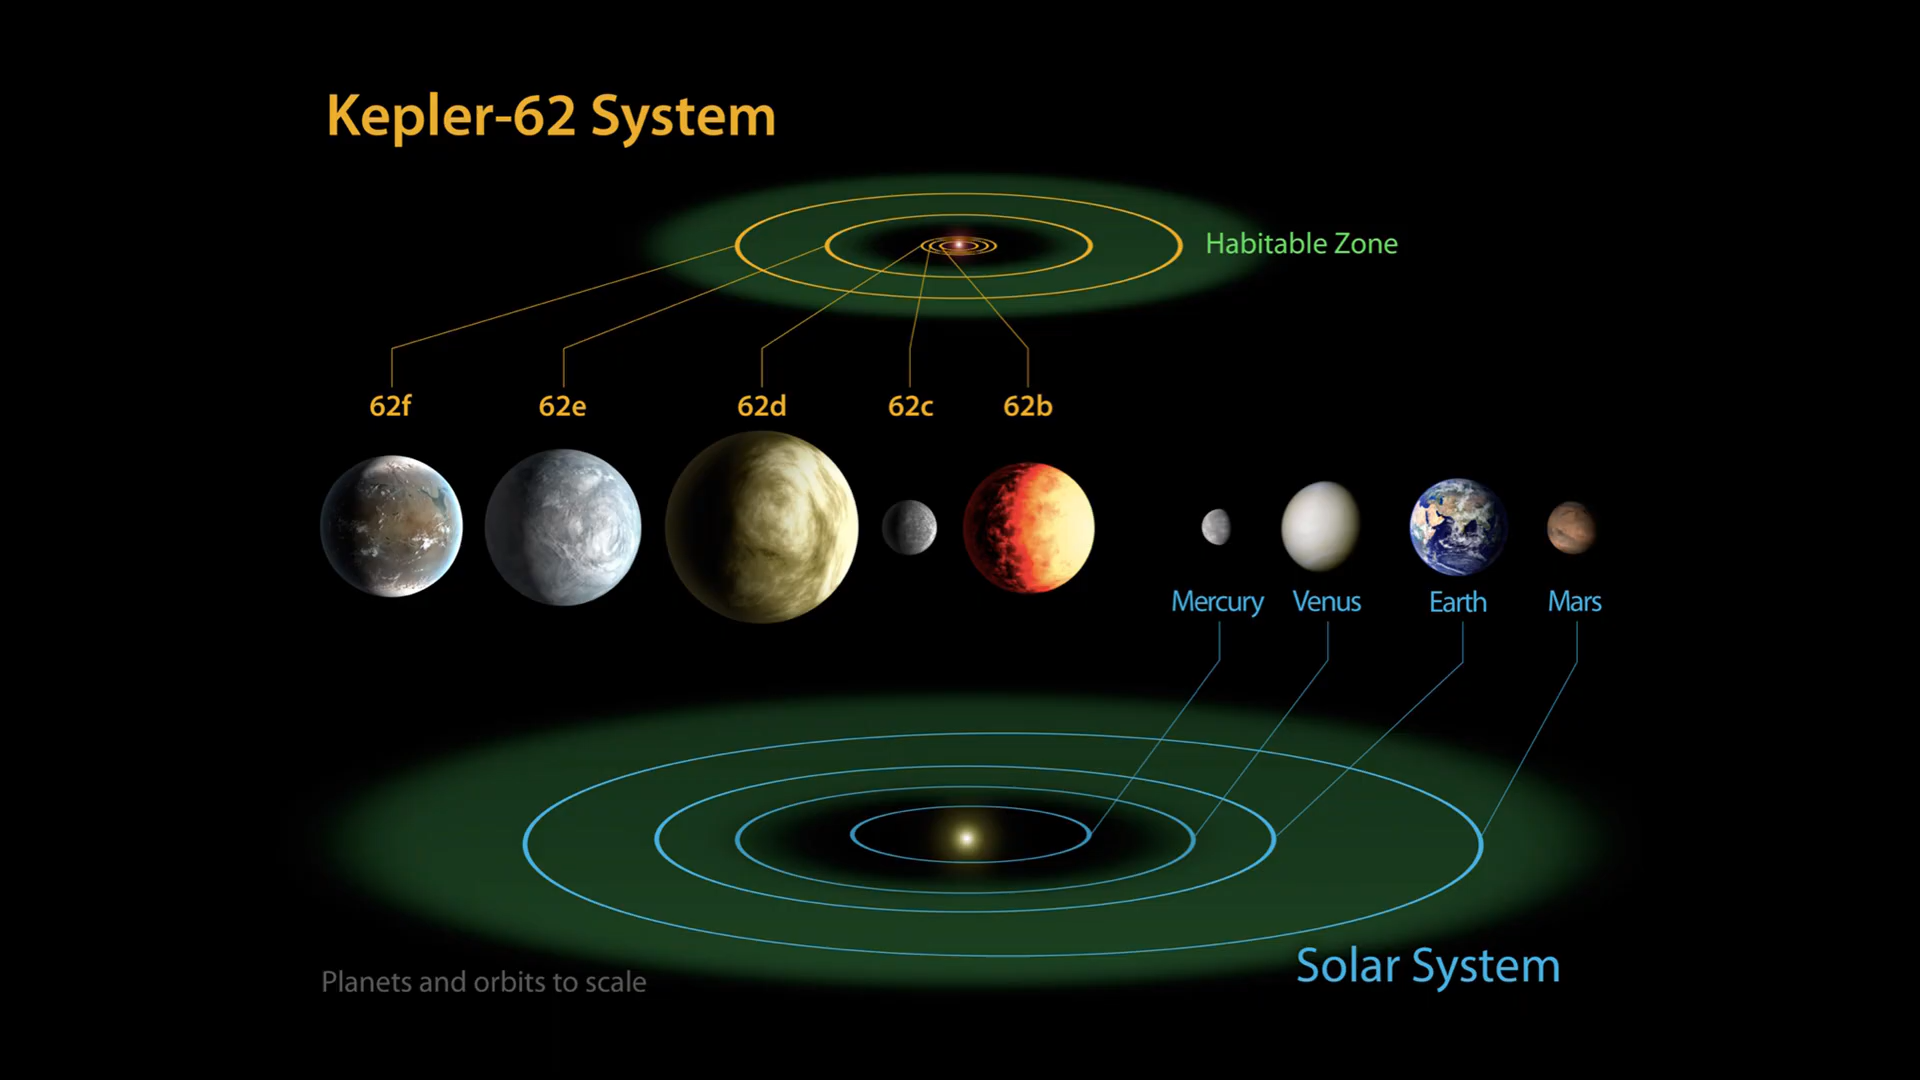 Kepler-62 System
Habitable Zone
62f 62e 62d 62c 62b
Mercury Venus Earth Mars
Solar System
Planets and orbits to scale